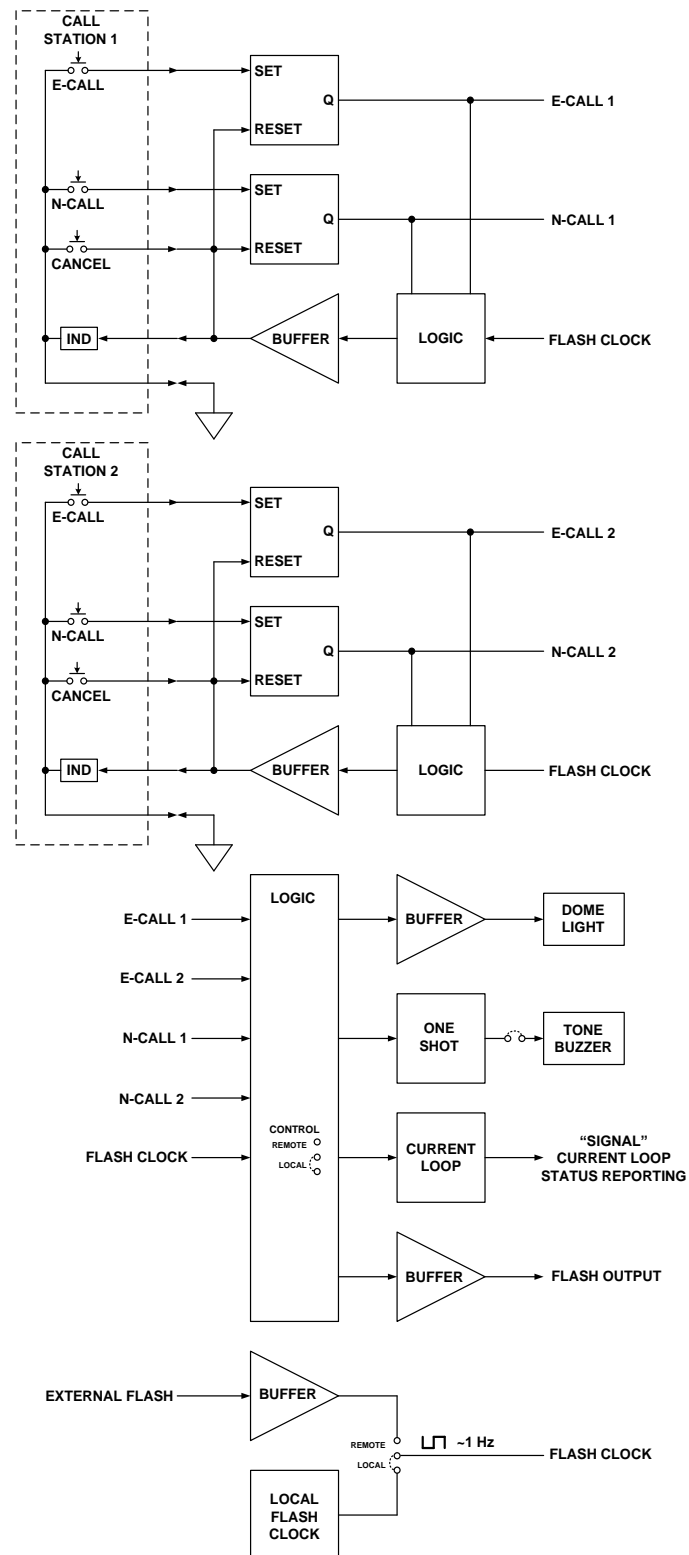 CALL
STATION 1
E-CALL
SET
Q
E-CALL 1
RESET
N-CALL
SET
Q
N-CALL 1
CANCEL
RESET
IND
BUFFER
LOGIC
FLASH CLOCK
CALL
STATION 2
E-CALL
SET
Q
E-CALL 2
RESET
N-CALL
SET
Q
N-CALL 2
CANCEL
RESET
IND
BUFFER
LOGIC
FLASH CLOCK
LOGIC
E-CALL 1
BUFFER
DOME
LIGHT
E-CALL 2
N-CALL 1
ONE
SHOT
TONE
BUZZER
N-CALL 2
CONTROL
REMOTE
LOCAL
FLASH CLOCK
CURRENT
LOOP
“SIGNAL”
CURRENT LOOP
STATUS REPORTING
BUFFER
FLASH OUTPUT
EXTERNAL FLASH
BUFFER
REMOTE
~1 Hz
LOCAL
FLASH CLOCK
LOCAL
FLASH
CLOCK